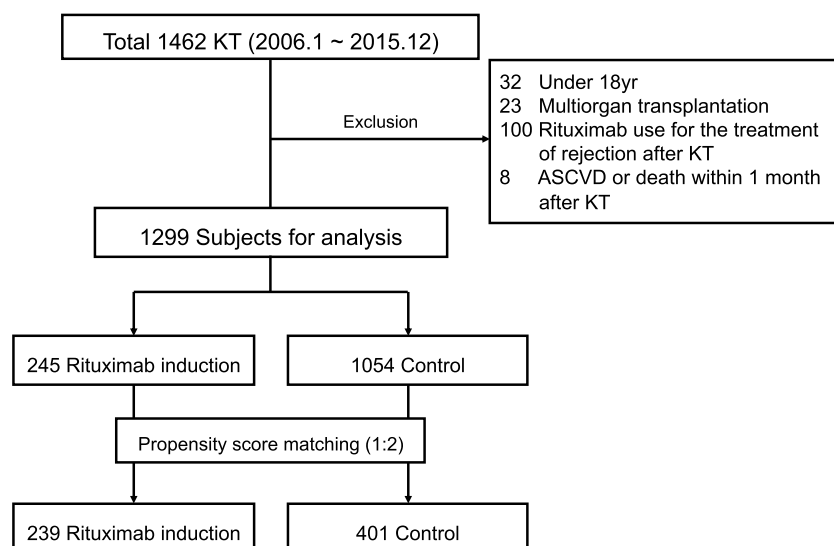 Total 1462 KT (2006.1 ~ 2015.12)
Exclusion
32 Under 18yr
23 Multiorgan transplantation
100 Rituximab use for the treatment
of rejection after KT
8 ASCVD or death within 1 month
after KT
1299 Subjects for analysis
245 Rituximab induction
1054 Control
Propensity score matching (1:2)
239 Rituximab induction
401 Control